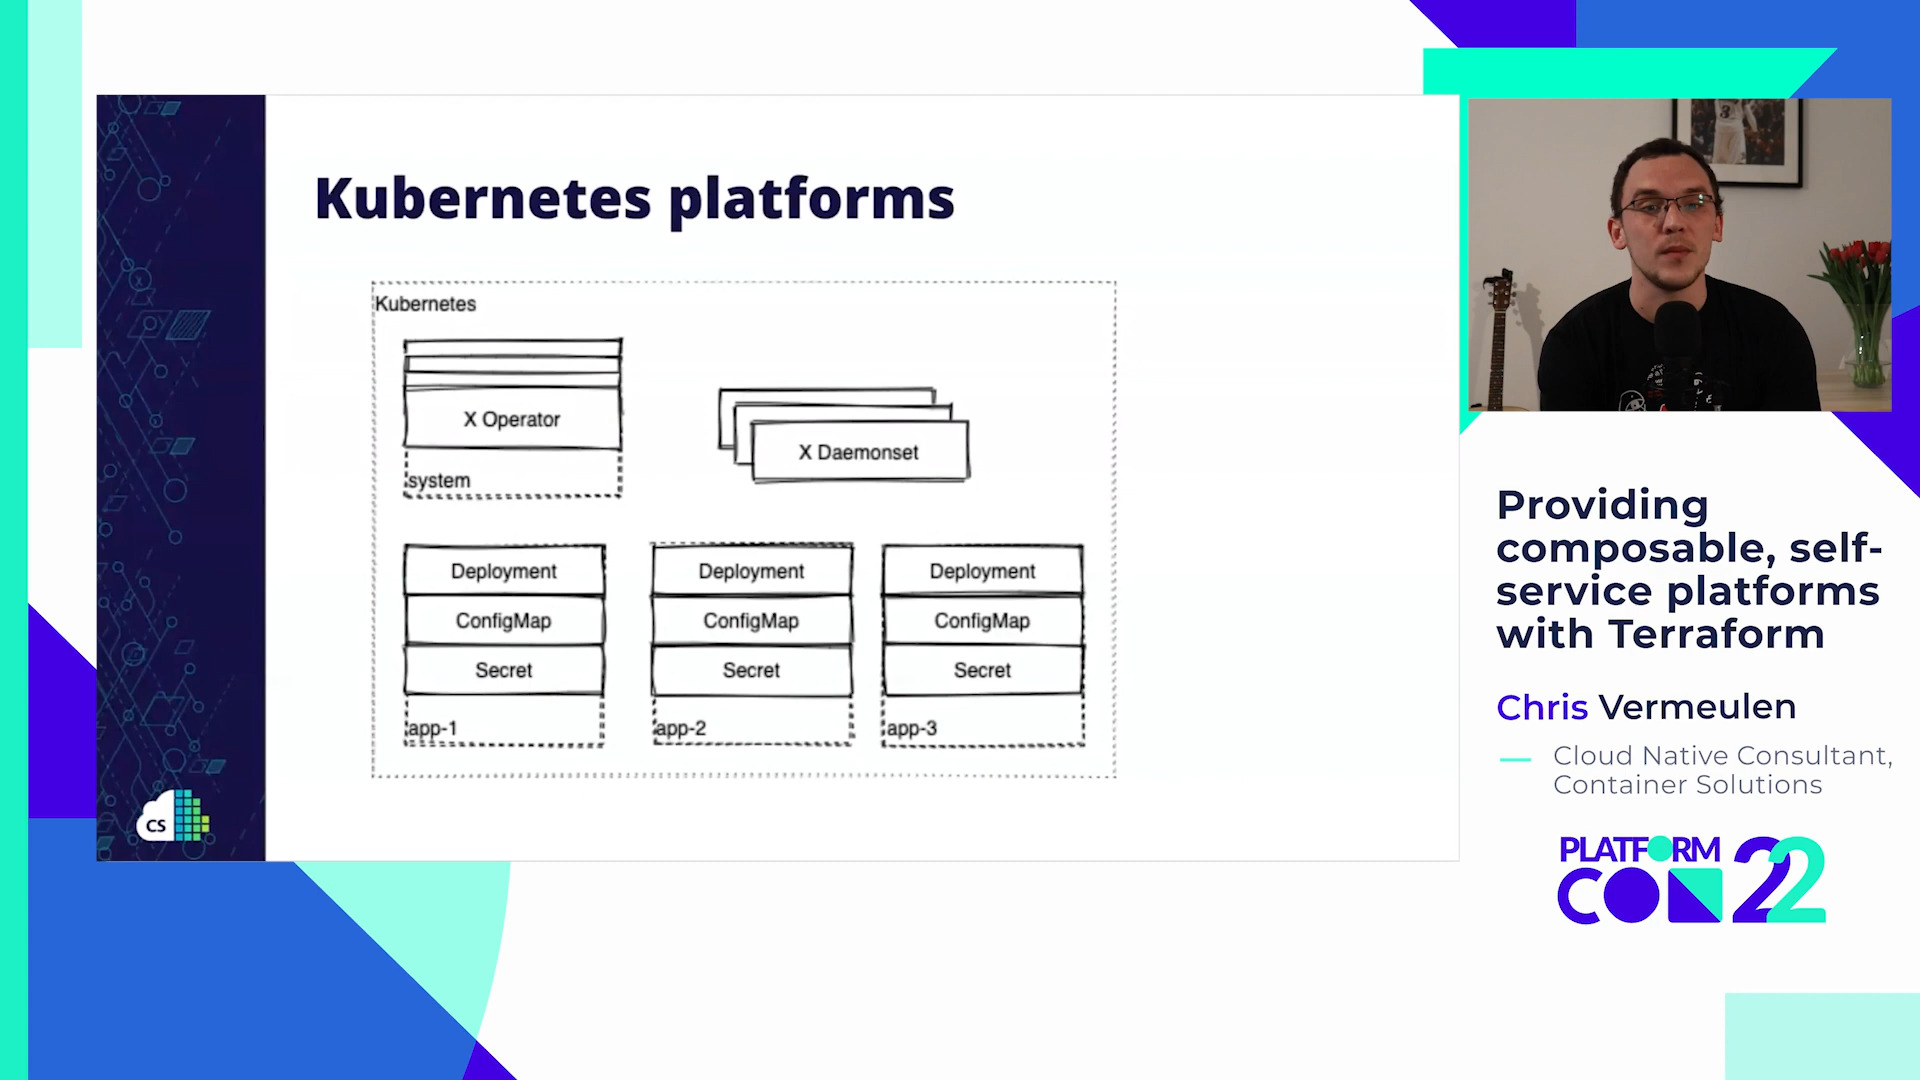 Kubernetes platforms
Kubernetes
X Operator
system
X Daemonset
Deployment
ConfigMap
Secret
app-1
Deployment
ConfigMap
Secret
app-2
Deployment
ConfigMap
Secret
app-3
CS
3
Providing
composable, self-
service platforms
with Terraform
Chris Vermeulen
Cloud Native Consultant,
Container Solutions
PLATFORM
CON 22